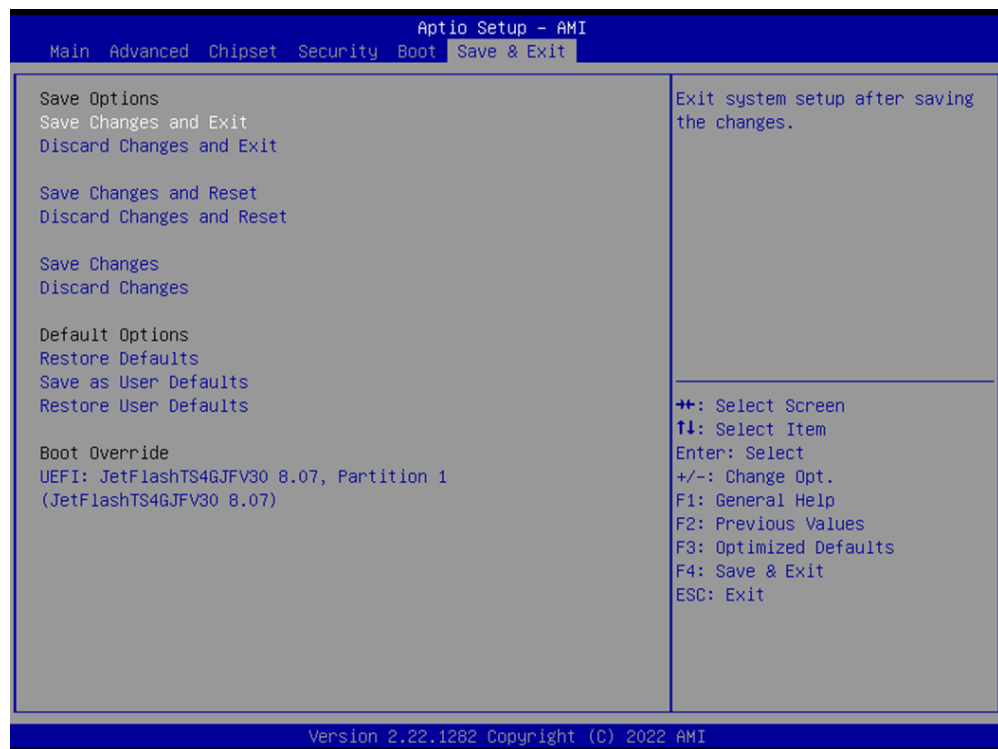 Aptio Setup – AMI
Main Advanced Chipset Security Boot Save & Exit
Save Options
Save Changes and Exit
Discard Changes and Exit
Save Changes and Reset
Discard Changes and Reset
Save Changes
Discard Changes
Default Options
Restore Defaults
Save as User Defaults
Restore User Defaults
Boot Override
UEFI: JetFlashTS4GJFV30 8.07, Partition 1
(JetFlashTS4GJFV30 8.07)
Exit system setup after saving
the changes.
→←: Select Screen
↑↓: Select Item
Enter: Select
+/-: Change Opt.
F1: General Help
F2: Previous Values
F3: Optimized Defaults
F4: Save & Exit
ESC: Exit
Version 2.22.1282 Copyright (C) 2022 AMI